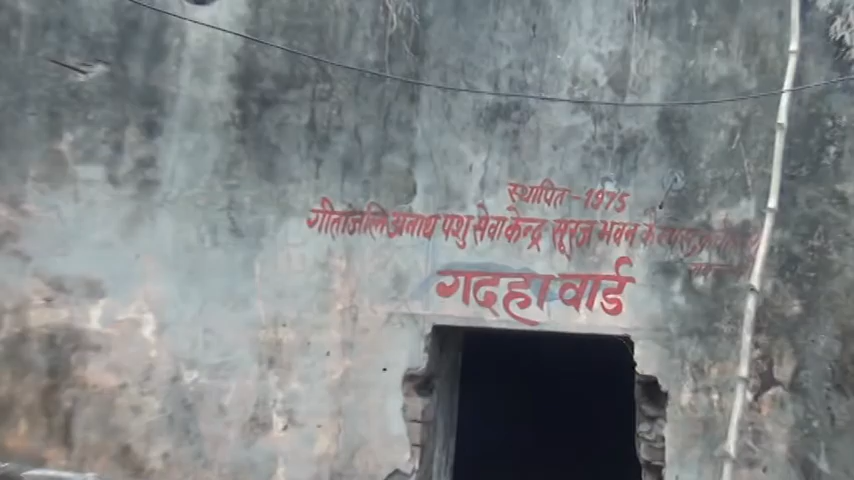 स्थापित - 1975
गीतांजलि अनाथ पशु सेवा केन्द्र सूरज भवन
गदहा वार्ड